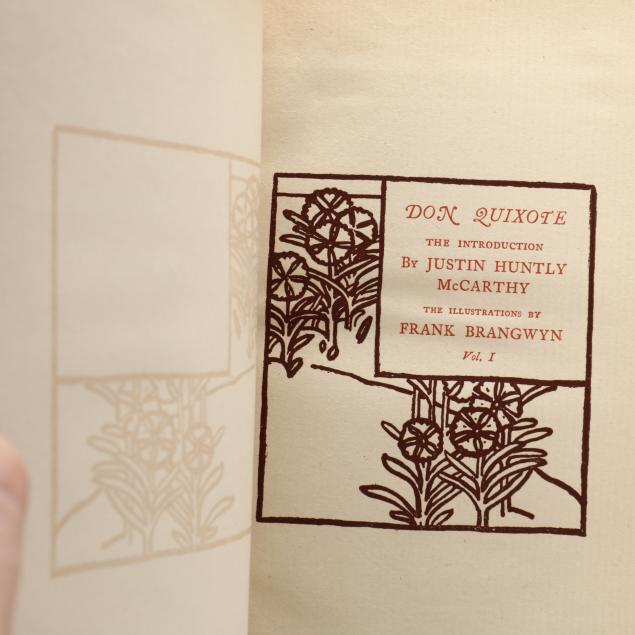 DON QUIXOTE
THE INTRODUCTION
By JUSTIN HUNTLY
McCARTHY
THE ILLUSTRATIONS BY
FRANK BRANGWYN
Vol. I